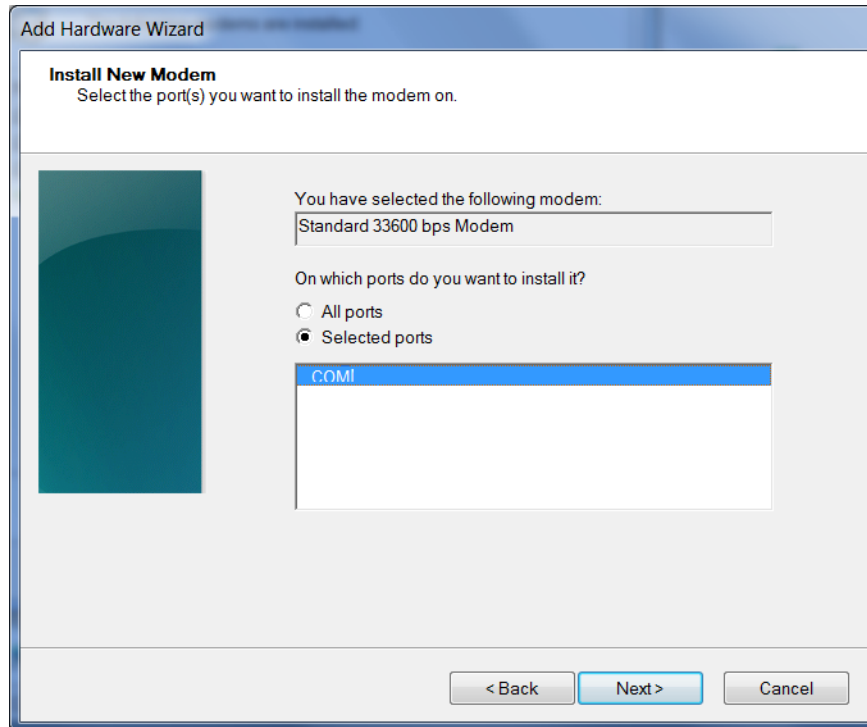 Add Hardware Wizard
Install New Modem
Select the port(s) you want to install the modem on.
You have selected the following modem:
Standard 33600 bps Modem
On which ports do you want to install it?
All ports
Selected ports
< Back
Next >
Cancel